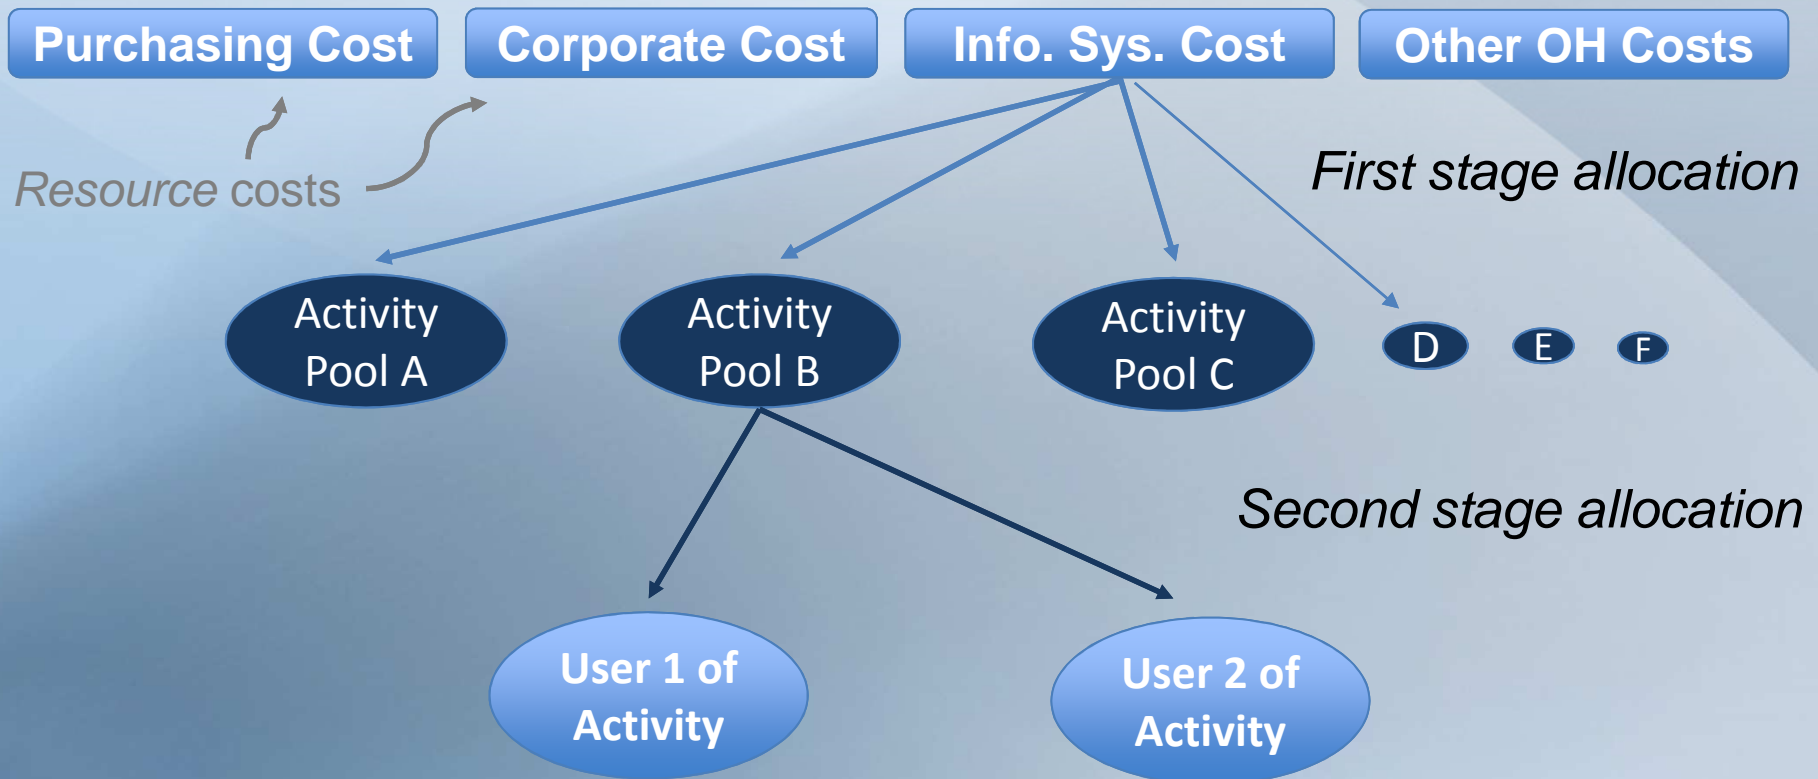 Purchasing Cost
Corporate Cost
Info. Sys. Cost
Other OH Costs
First stage allocation
Resource costs
Activity
Pool A
Activity
Pool B
Activity
Pool C
D
E
F
Second stage allocation
User 1 of
Activity
User 2 of
Activity